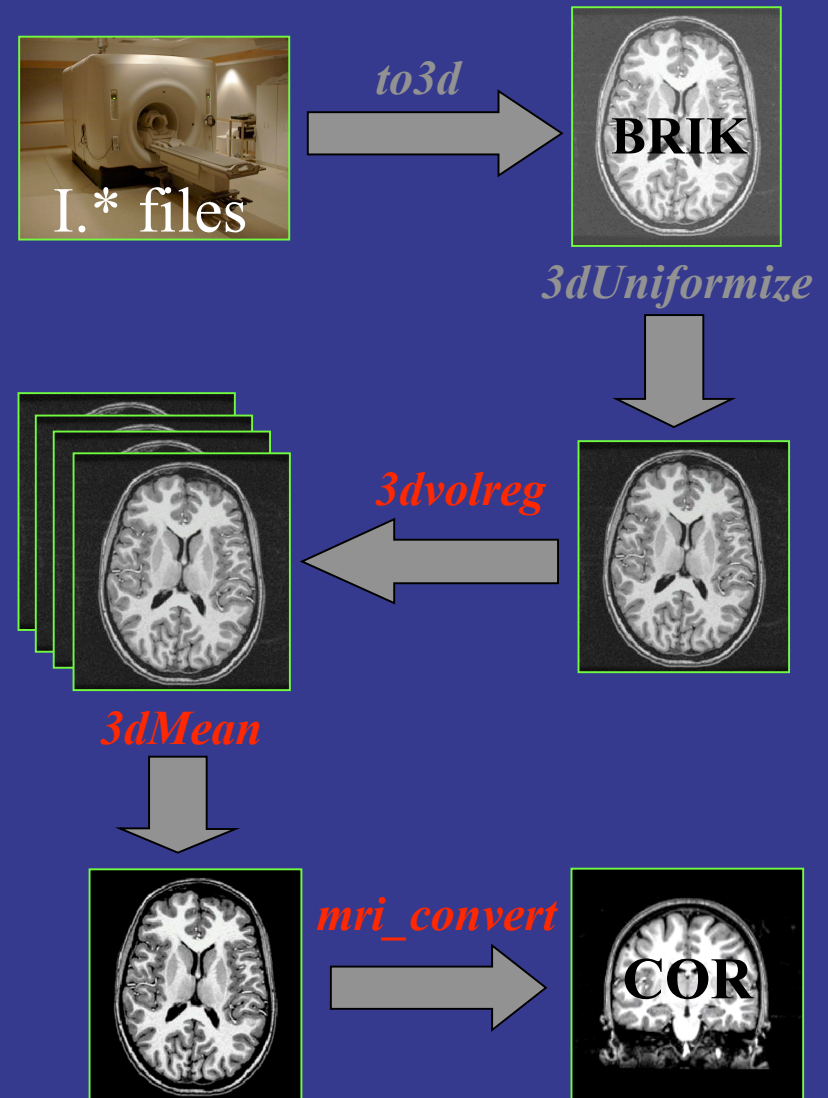 to3d
I.* files
BRIK
3dUniformize
3dvolreg
3dMean
mri_convert
COR